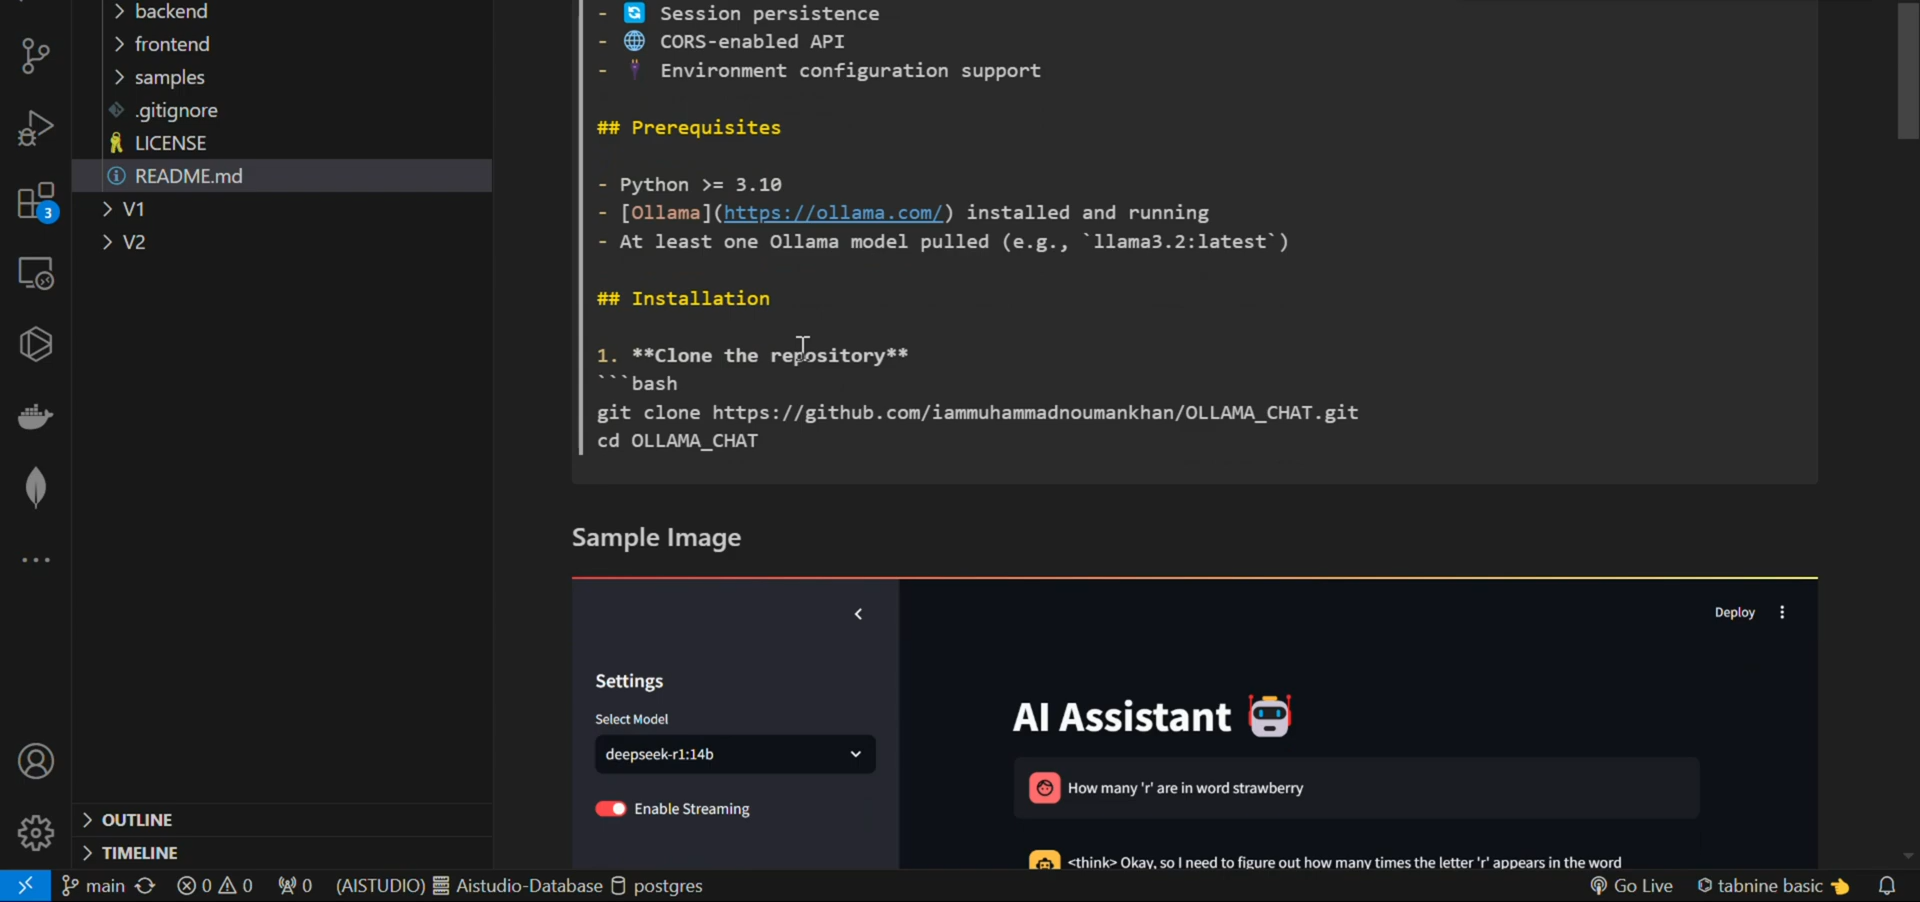 backend
frontend
samples
.gitignore
LICENSE
README.md
V1
V2
3
OUTLINE
TIMELINE
- 🔄 Session persistence
- 🌐 CORS-enabled API
- 🔌 Environment configuration support
## Prerequisites
- Python >= 3.10
- [Ollama](https://ollama.com/) installed and running
- At least one Ollama model pulled (e.g., `llama3.2:latest`)
## Installation
1. **Clone the repository**
```bash
git clone https://github.com/iammuhammadnoumankhan/OLLAMA_CHAT.git
cd OLLAMA_CHAT
Sample Image
Deploy
Settings
Select Model
deepseek-r1:14b
Enable Streaming
AI Assistant
How many 'r' are in word strawberry
<think> Okay, so I need to figure out how many times the letter 'r' appears in the word
main 0 0 0 (AISTUDIO) Aistudio-Database postgres Go Live tabnine basic